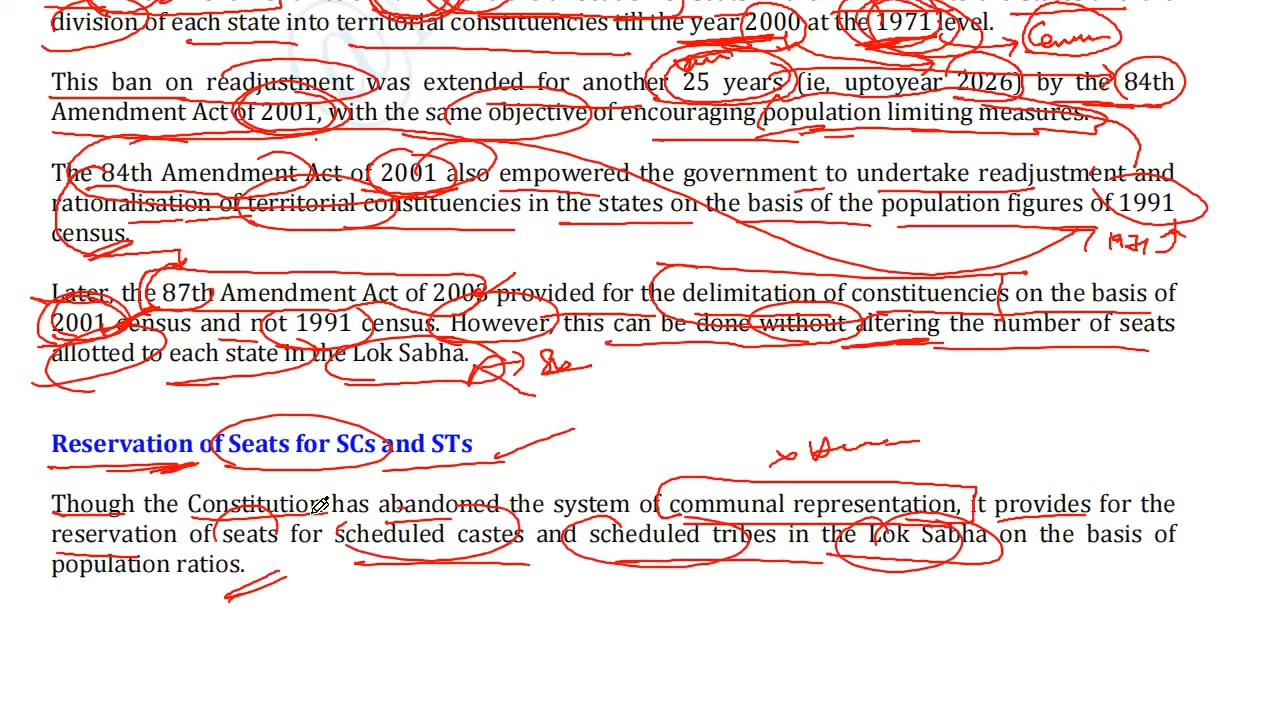 division of each state into territorial constituencies till the year 2000 at the 1971 level.
This ban on readjustment was extended for another 25 years (ie, uptoyear 2026) by the 84th
Amendment Act of 2001, with the same objective of encouraging population limiting measures.
The 84th Amendment Act of 2001 also empowered the government to undertake readjustment and
rationalisation of territorial constituencies in the states on the basis of the population figures of 1991
census.
1971
Later, the 87th Amendment Act of 2003 provided for the delimitation of constituencies on the basis of
2001 census and not 1991 census. However, this can be done without altering the number of seats
allotted to each state in the Lok Sabha.
Reservation of Seats for SCs and STs
Though the Constitution has abandoned the system of communal representation, it provides for the
reservation of seats for scheduled castes and scheduled tribes in the Lok Sabha on the basis of
population ratios.